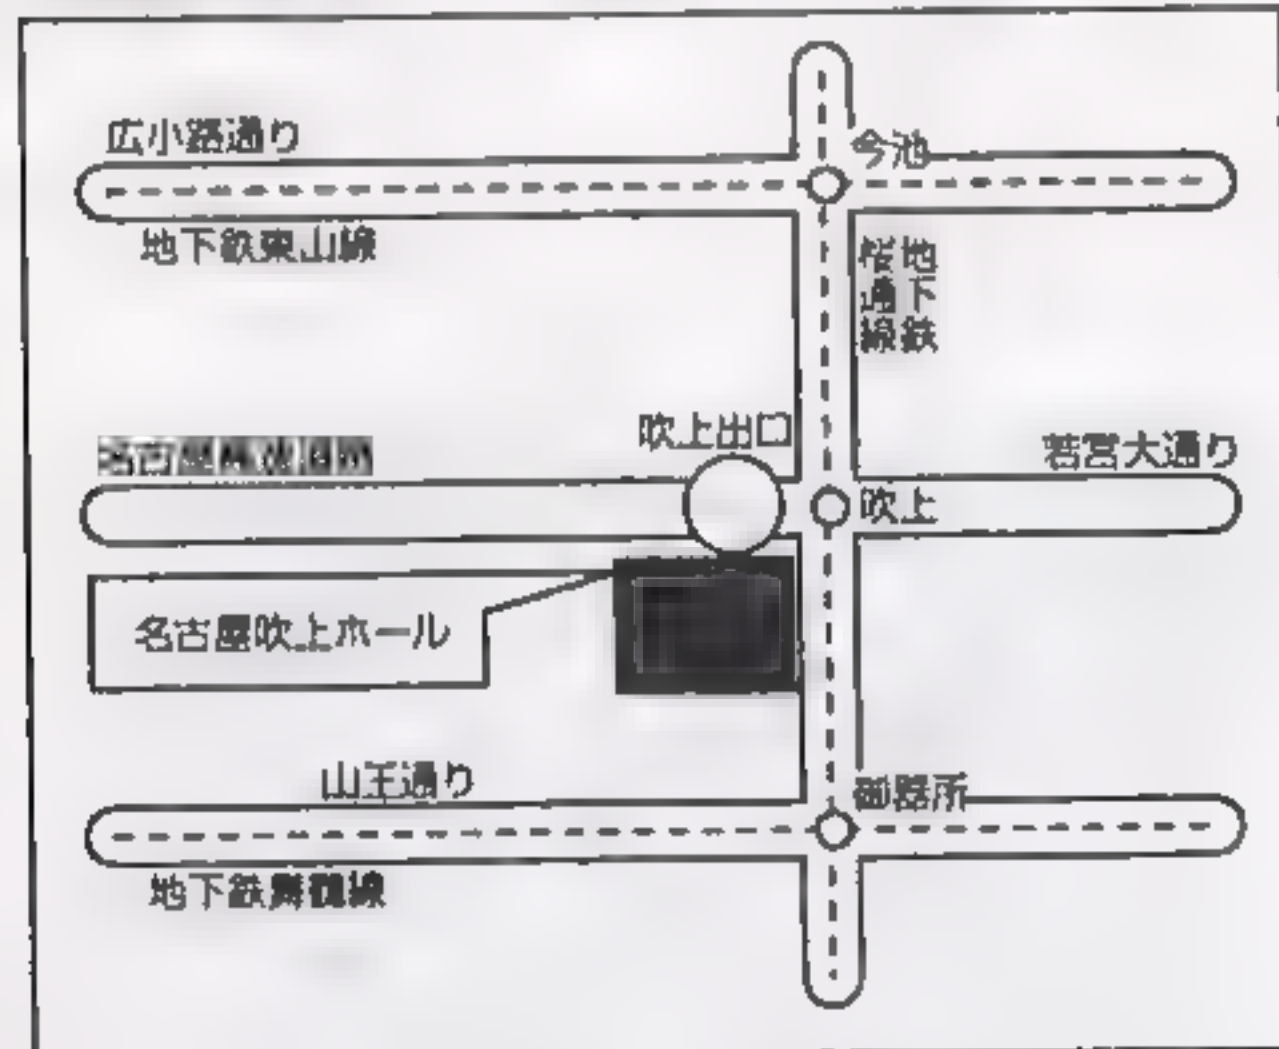 広小路通り
今池
地下鉄東山線
地下鉄
桜通線
吹上出口
若宮大通り
吹上
名古屋吹上ホール
山王通り
御器所
地下鉄舞鶴線